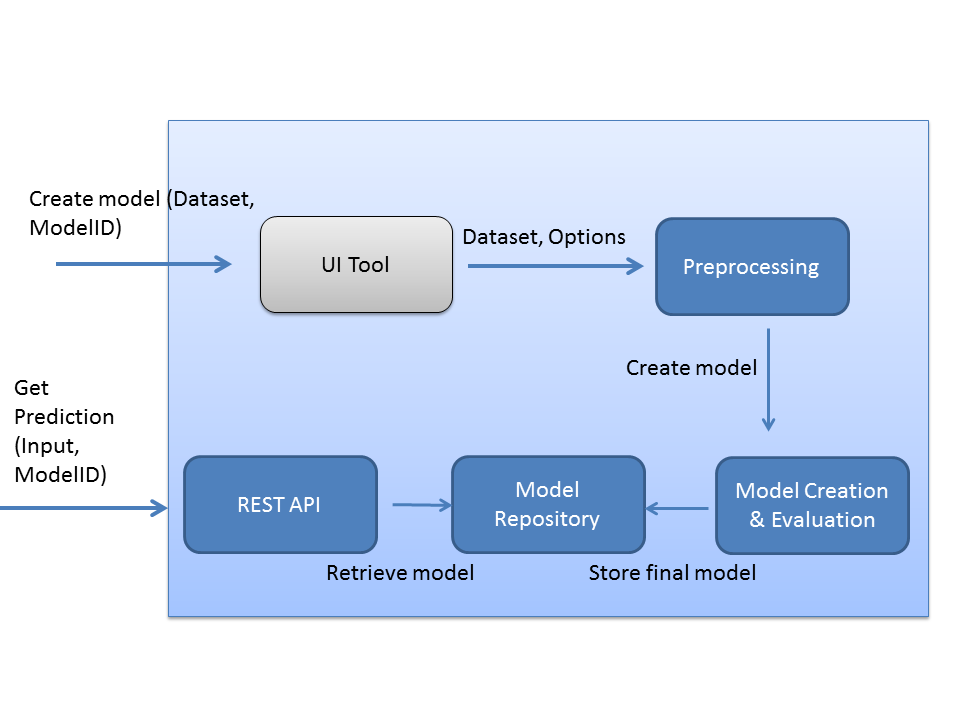 Create model (Dataset,
ModelID)
UI Tool
Dataset, Options
Preprocessing
Create model
Get
Prediction
(Input,
ModelID)
REST API
Model
Repository
Model Creation
& Evaluation
Retrieve model
Store final model